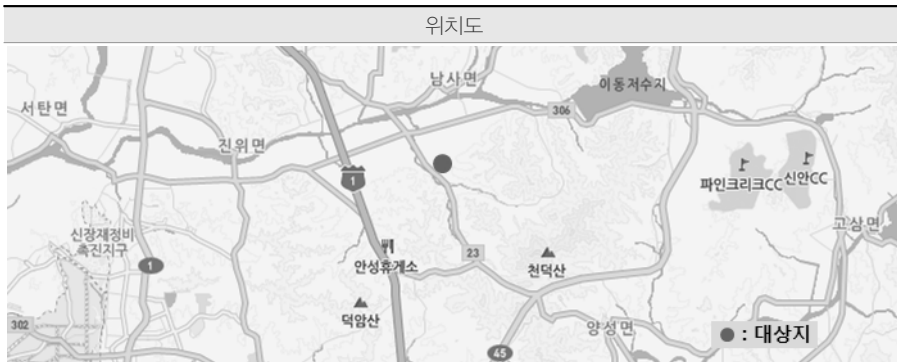 위치도
남사면
이동저수지
서탄면
306
진위면
1
파인크리크CC
신안CC
고상면
신장재정비
촉진지구
안성휴게소
23
천덕산
1
덕암산
302
양성면
45
: 대상지